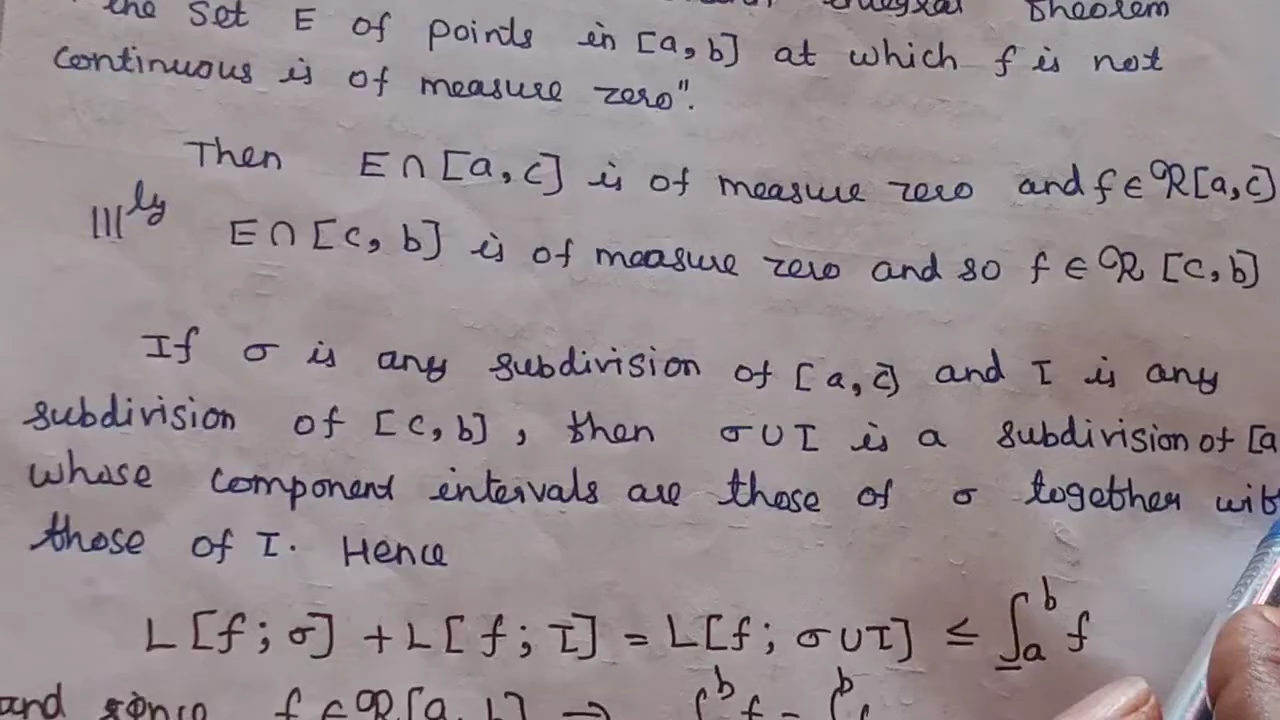 the Set E of points in [a, b] at which f is not
Continuous is of measure zero".
Then E∩[a, c] is of measure zero and f ∈ ℛ[a, c]
|||ly E∩[c, b] is of measure zero and so f ∈ ℛ [c, b]
If σ is any subdivision of [a, c] and I is any
subdivision of [c, b], then σ∪I is a subdivision of [a
whose component intervals are those of σ together wit
those of I. Hence
L[f; σ] + L[f; I] = L[f; σ∪I] ≤ ∫̲_a^b f
and since f ∈ ℛ[a, b] ⇒ ∫^b f = ∫^b